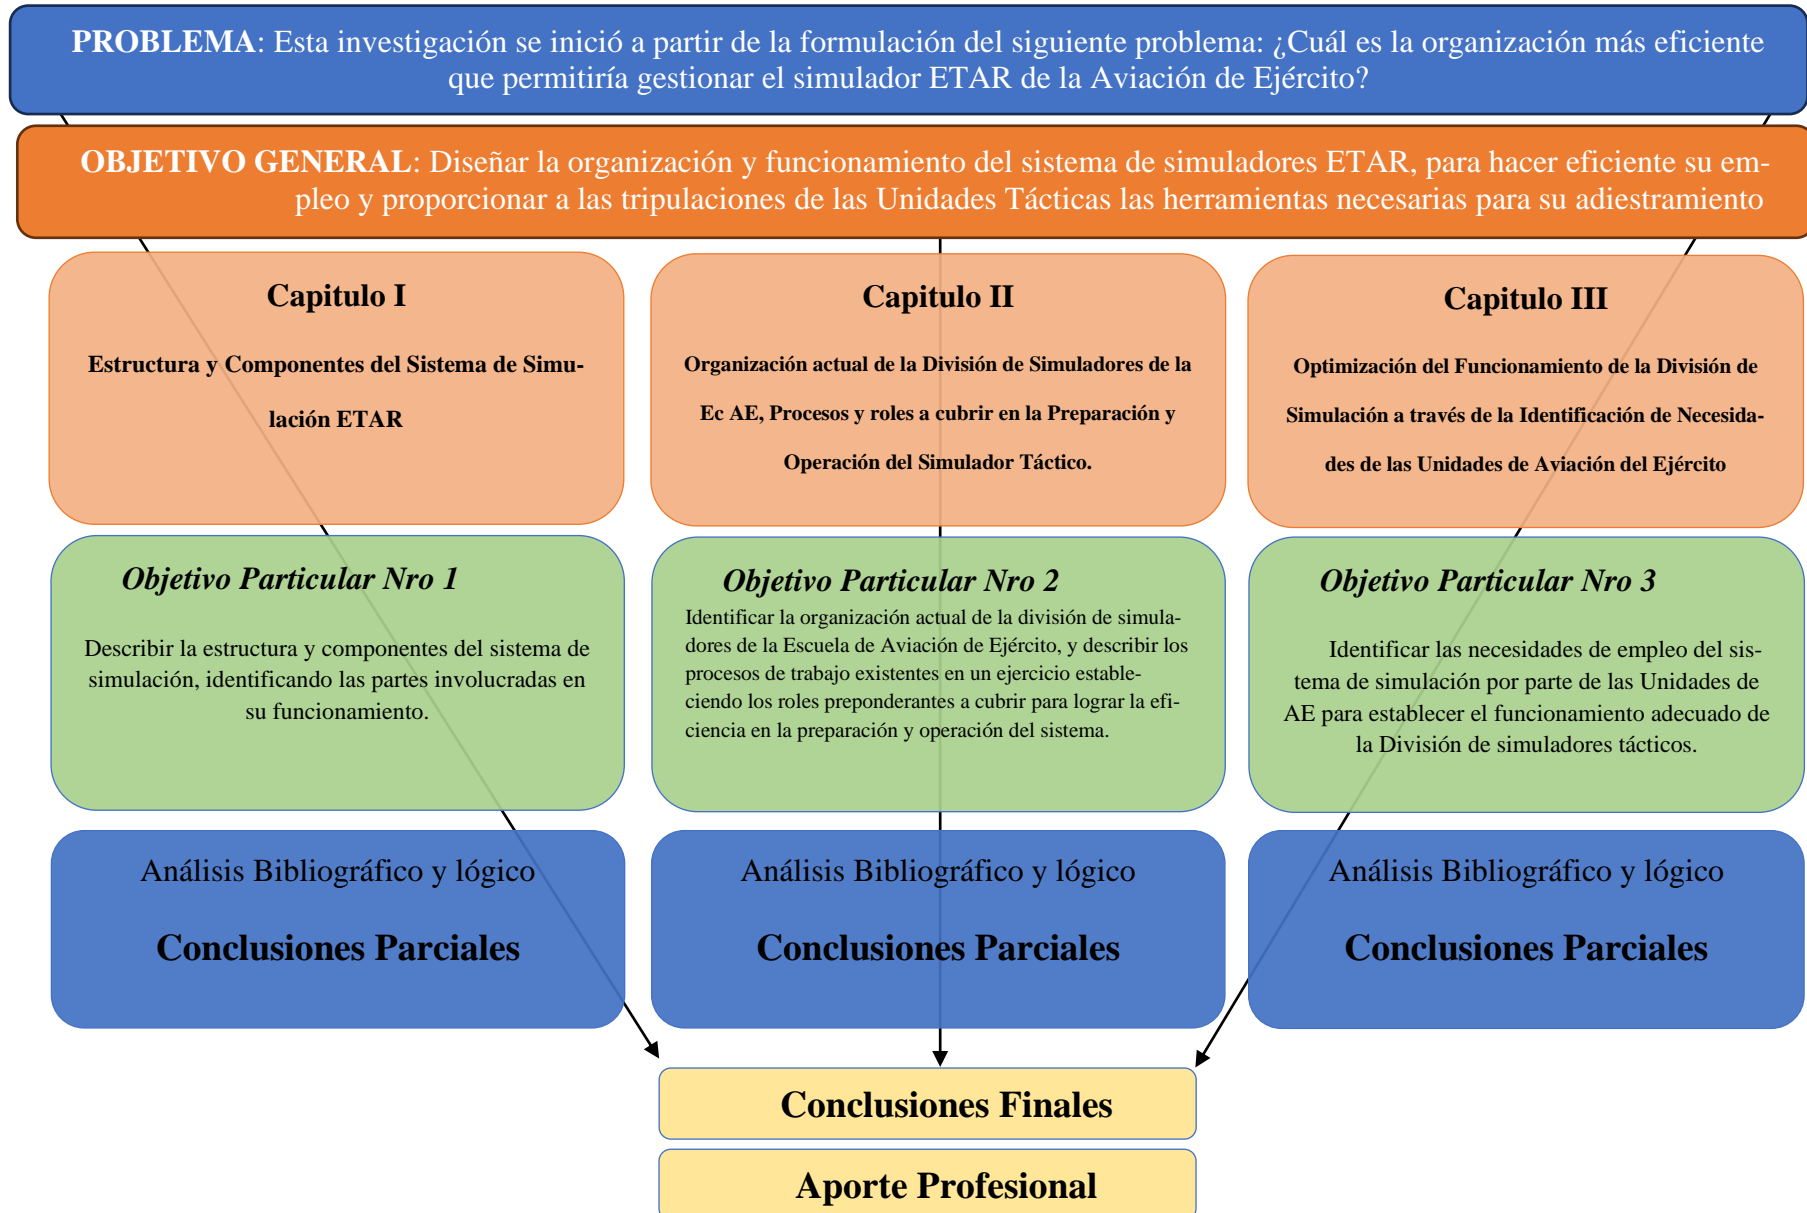 PROBLEMA: Esta investigación se inició a partir de la formulación del siguiente problema: ¿Cuál es la organización más eficiente
que permitiría gestionar el simulador ETAR de la Aviación de Ejército?
OBJETIVO GENERAL: Diseñar la organización y funcionamiento del sistema de simuladores ETAR, para hacer eficiente su em-
pleo y proporcionar a las tripulaciones de las Unidades Tácticas las herramientas necesarias para su adiestramiento
Capitulo I
Estructura y Componentes del Sistema de Simu-
lación ETAR
Capitulo II
Organización actual de la División de Simuladores de la
Ec AE, Procesos y roles a cubrir en la Preparación y
Operación del Simulador Táctico.
Capitulo III
Optimización del Funcionamiento de la División de
Simulación a través de la Identificación de Necesida-
des de las Unidades de Aviación del Ejército
Objetivo Particular Nro 1
Describir la estructura y componentes del sistema de
simulación, identificando las partes involucradas en
su funcionamiento.
Objetivo Particular Nro 2
Identificar la organización actual de la división de simula-
dores de la Escuela de Aviación de Ejército, y describir los
procesos de trabajo existentes en un ejercicio estable-
ciendo los roles preponderantes a cubrir para lograr la efi-
ciencia en la preparación y operación del sistema.
Objetivo Particular Nro 3
Identificar las necesidades de empleo del sis-
tema de simulación por parte de las Unidades de
AE para establecer el funcionamiento adecuado de
la División de simuladores tácticos.
Análisis Bibliográfico y lógico
Conclusiones Parciales
Análisis Bibliográfico y lógico
Conclusiones Parciales
Análisis Bibliográfico y lógico
Conclusiones Parciales
Conclusiones Finales
Aporte Profesional